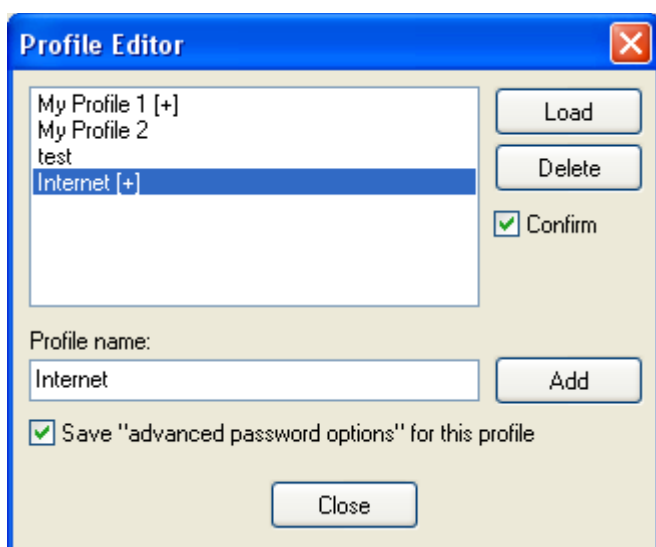 Profile Editor
My Profile 1 [+]
My Profile 2
test
Internet [+]
Load
Delete
Confirm
Profile name:
Internet
Add
Save "advanced password options" for this profile
Close